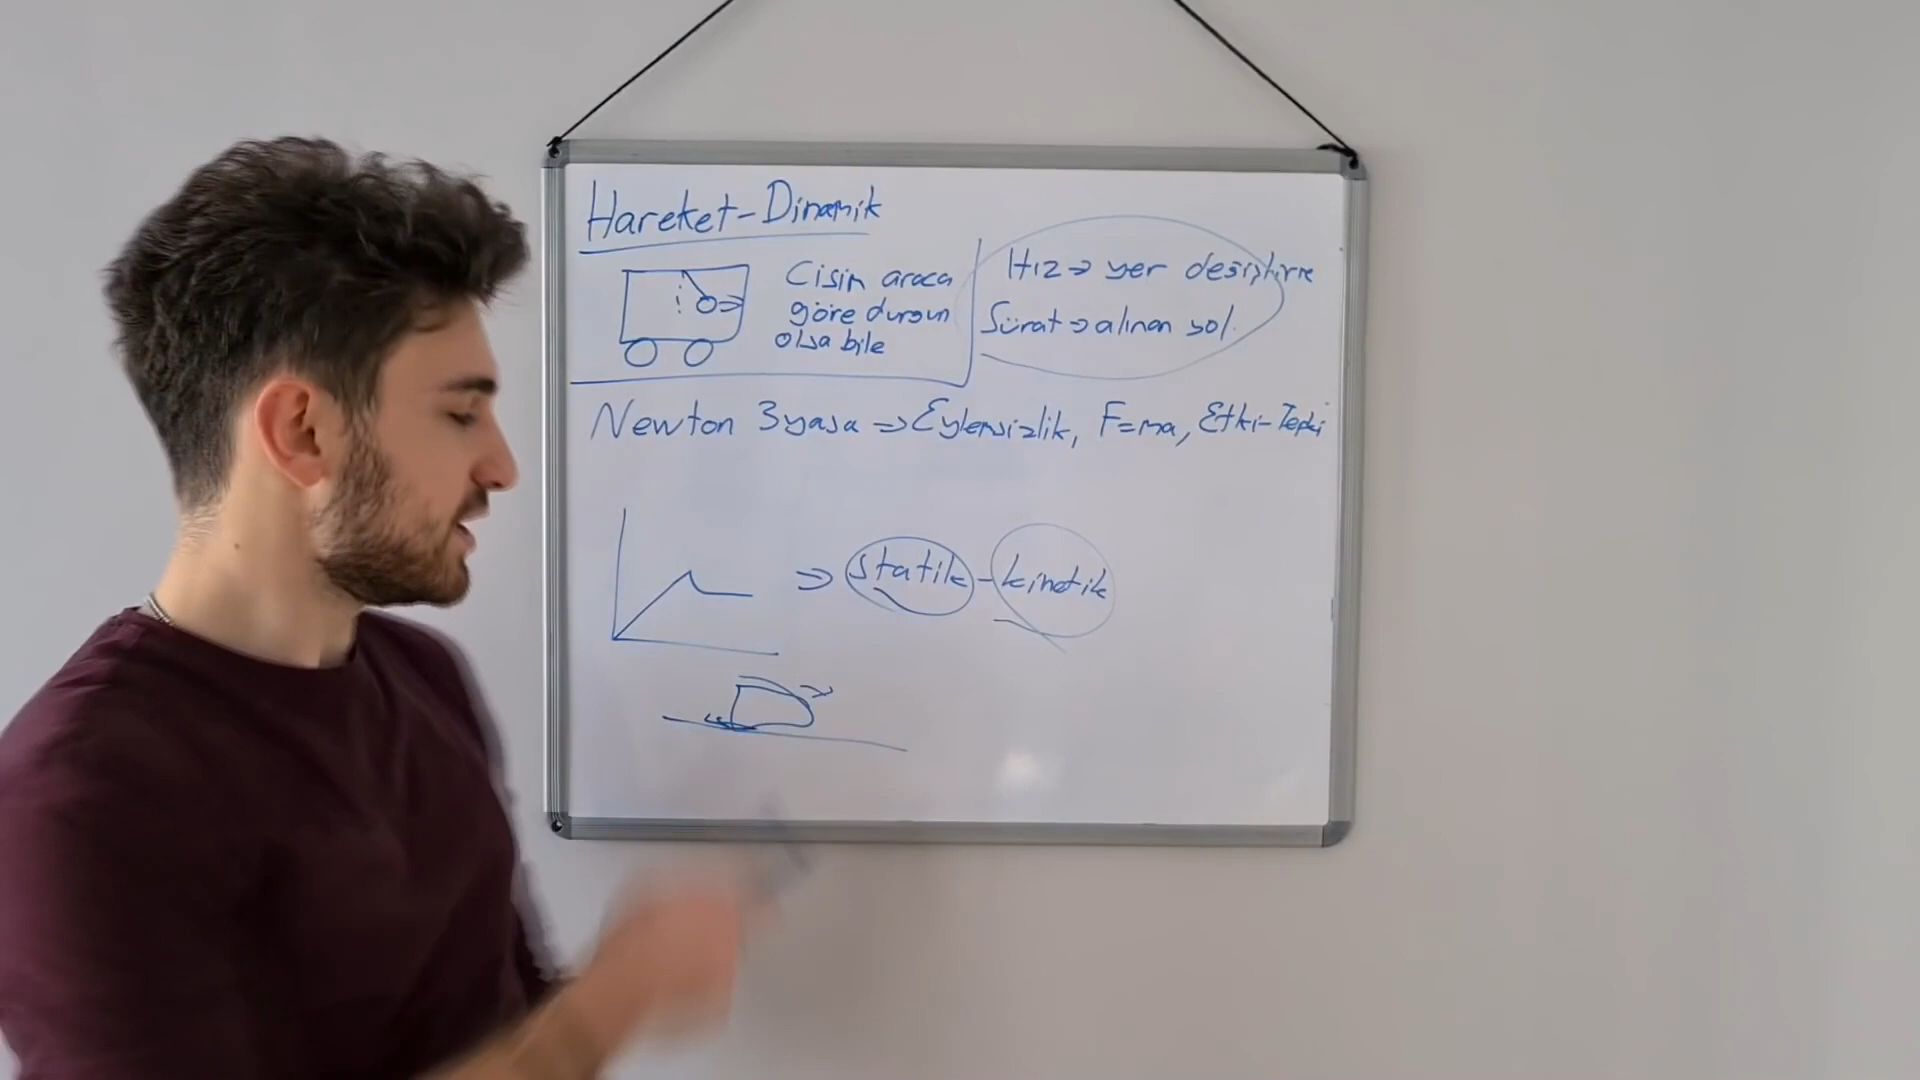 Hareket-Dinamik
Cisim araca
göre durgun
olsa bile
Hız → yer değiştirme
Sürat → alınan yol.
Newton 3 yasa ⇒ Eylemsizlik, F=ma, Etki-Tepki
⇒ statik - kinetik